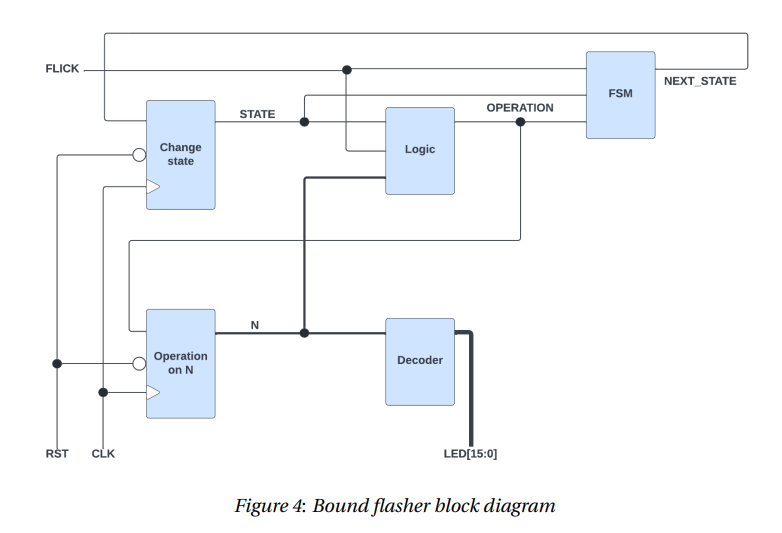 FLICK
NEXT_STATE
FSM
OPERATION
STATE
Change
state
Logic
N
Operation
on N
Decoder
RST
CLK
LED[15:0]
Figure 4: Bound flasher block diagram